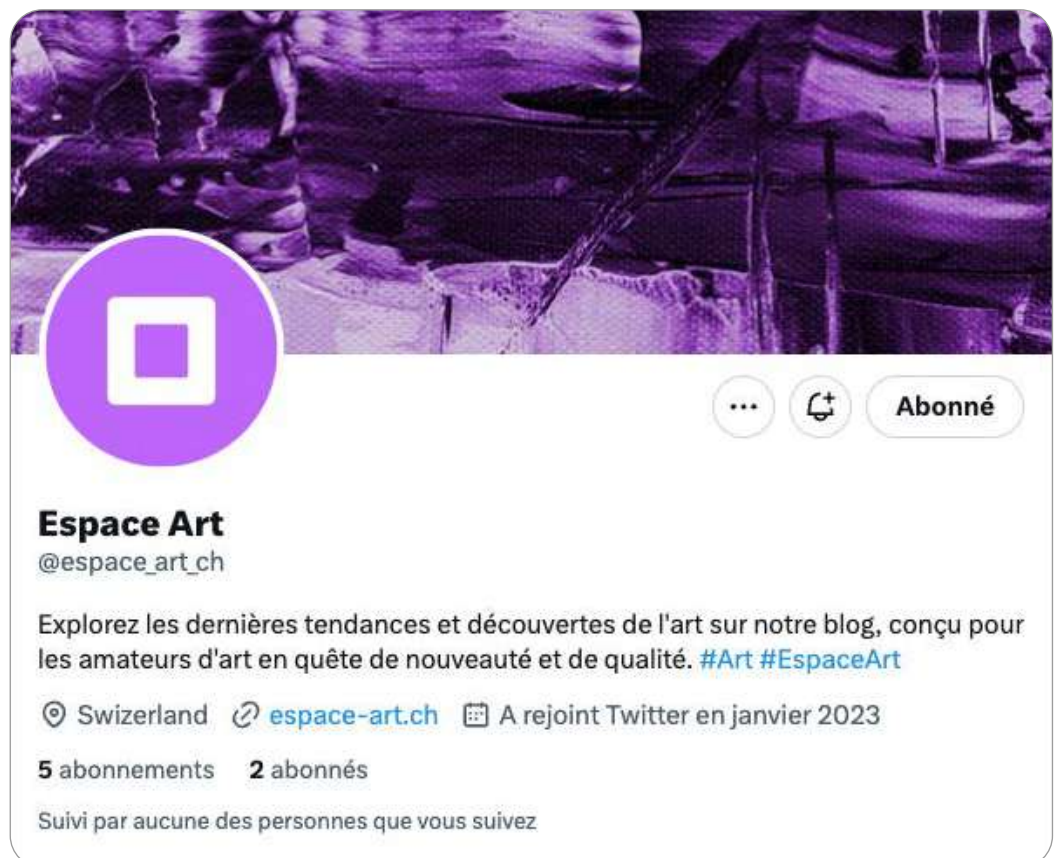 Abonné
Espace Art
@espace_art_ch
Explorez les dernières tendances et découvertes de l'art sur notre blog, conçu pour
les amateurs d'art en quête de nouveauté et de qualité. #Art #EspaceArt
Swizerland espace-art.ch A rejoint Twitter en janvier 2023
5 abonnements 2 abonnés
Suivi par aucune des personnes que vous suivez